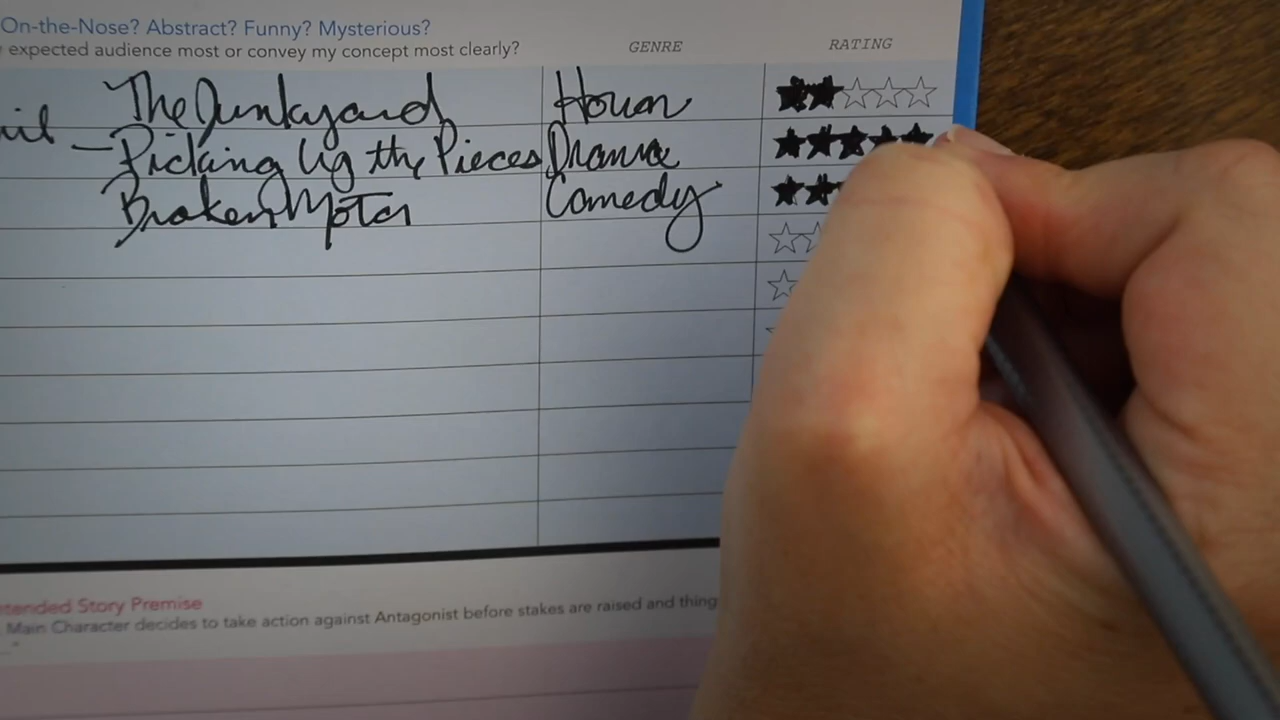 On-the-Nose? Abstract? Funny? Mysterious?
expected audience most or convey my concept most clearly?
GENRE
RATING
The Junkyard
Horror
Picking Up the Pieces
Drama
Broken Motor
Comedy
tended Story Premise
Main Character decides to take action against Antagonist before stakes are raised and thing